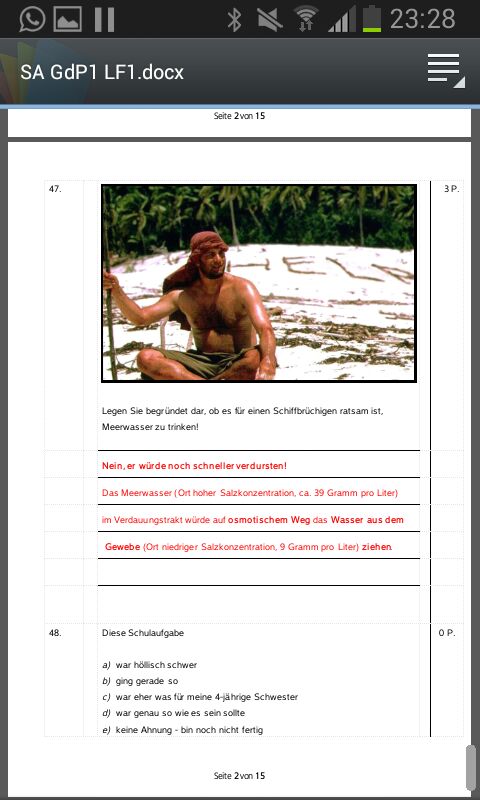 23:28
SA GdP1 LF1.docx
Seite 2 von 15
47.
3 P.
HELP
Legen Sie begründet dar, ob es für einen Schiffbrüchigen ratsam ist,
Meerwasser zu trinken!
Nein, er würde noch schneller verdursten!
Das Meerwasser (Ort hoher Salzkonzentration, ca. 39 Gramm pro Liter)
im Verdauungstrakt würde auf osmotischem Weg das Wasser aus dem
Gewebe (Ort niedriger Salzkonzentration, 9 Gramm pro Liter) ziehen.
48.
Diese Schulaufgabe
0 P.
a) war höllisch schwer
b) ging gerade so
c) war eher was für meine 4-jährige Schwester
d) war genau so wie es sein sollte
e) keine Ahnung - bin noch nicht fertig
Seite 2 von 15